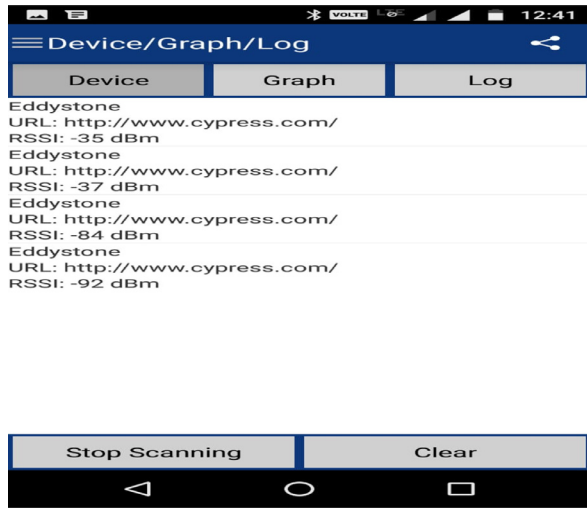 VOLTE LTE 12:41
Device/Graph/Log
Device Graph Log
Eddystone
URL: http://www.cypress.com/
RSSI: -35 dBm
Eddystone
URL: http://www.cypress.com/
RSSI: -37 dBm
Eddystone
URL: http://www.cypress.com/
RSSI: -84 dBm
Eddystone
URL: http://www.cypress.com/
RSSI: -92 dBm
Stop Scanning Clear